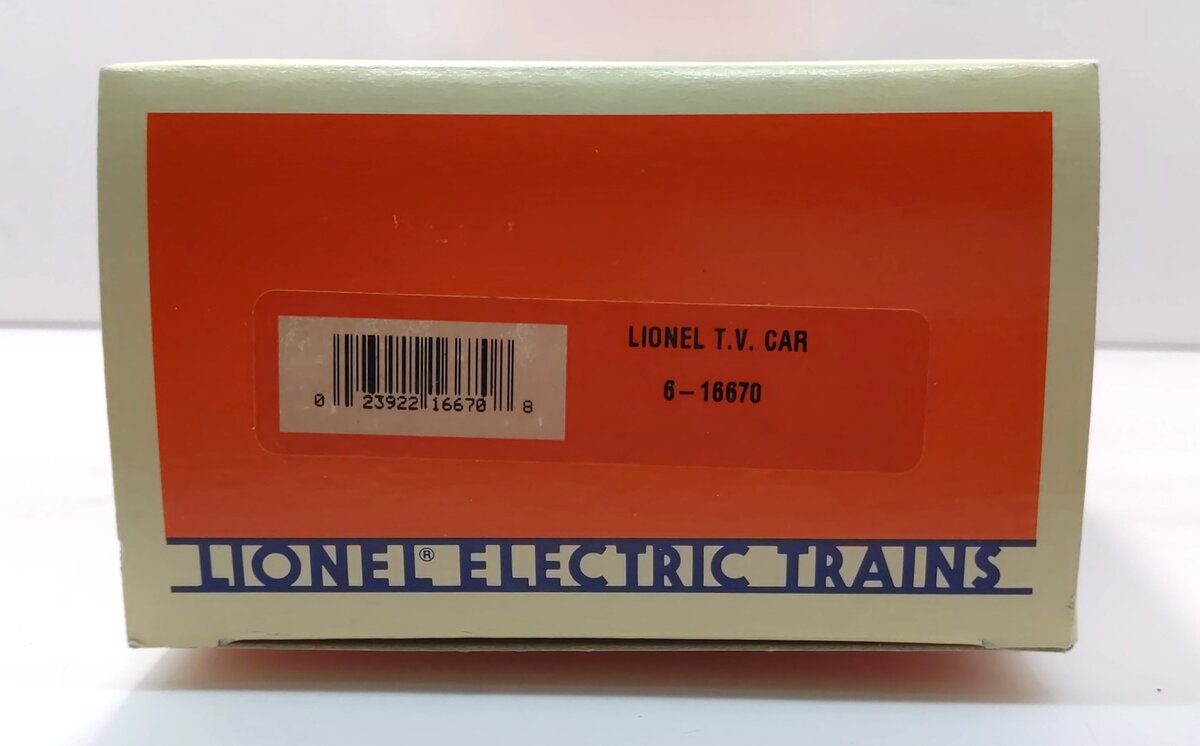 LIONEL T.V. CAR
6-16670
0 23922 16670 8
LIONEL® ELECTRIC TRAINS